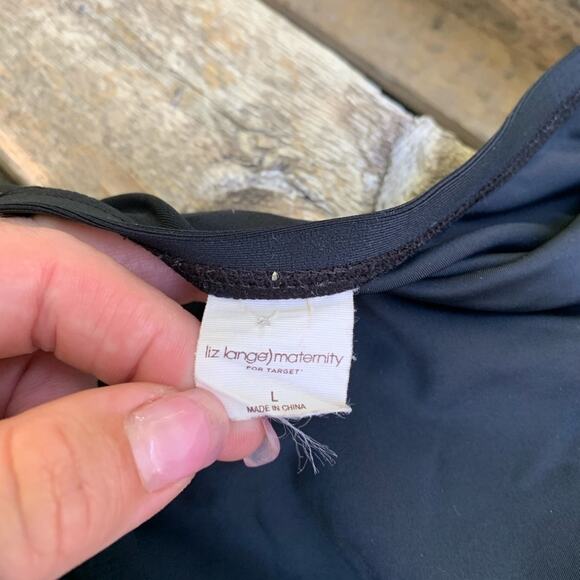 liz lange) maternity
FOR TARGET
L
MADE IN CHINA